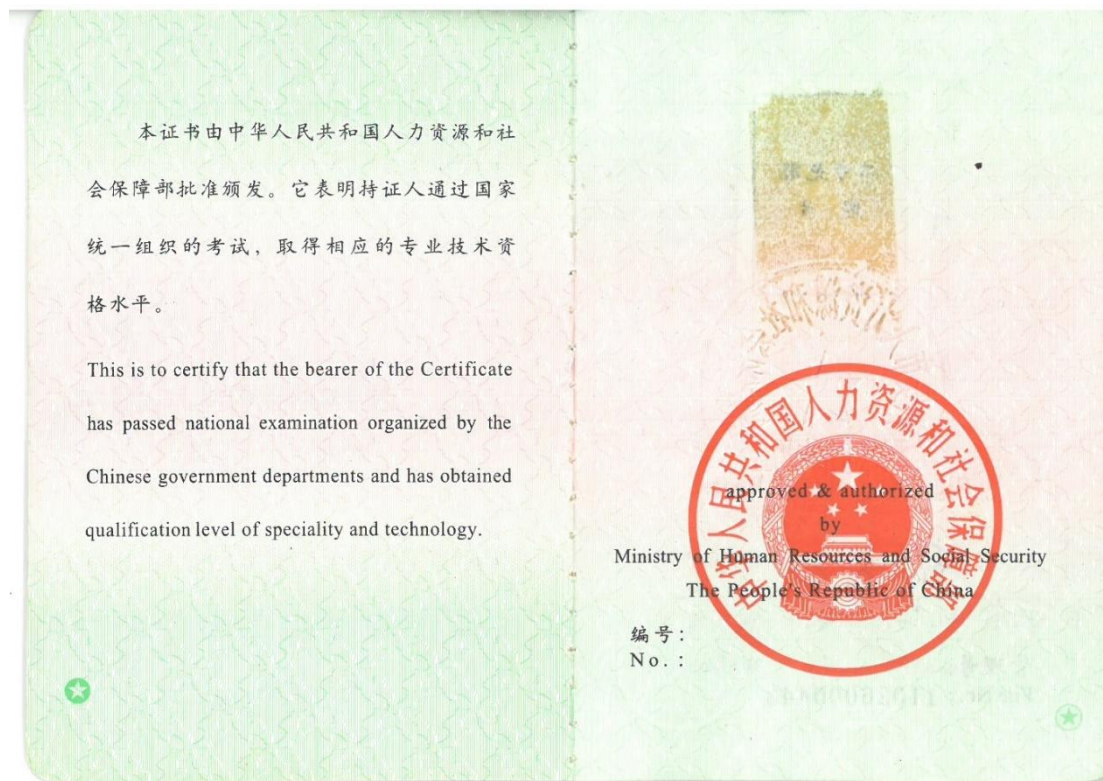 本证书由中华人民共和国人力资源和社
会保障部批准颁发。它表明持证人通过国家
统一组织的考试，取得相应的专业技术资
格水平。
This is to certify that the bearer of the Certificate
has passed national examination organized by the
Chinese government departments and has obtained
qualification level of speciality and technology.
中华人民共和国人力资源和社会保障部
approved & authorized
by
Ministry of Human Resources and Social Security
The People's Republic of China
编号：
No.：